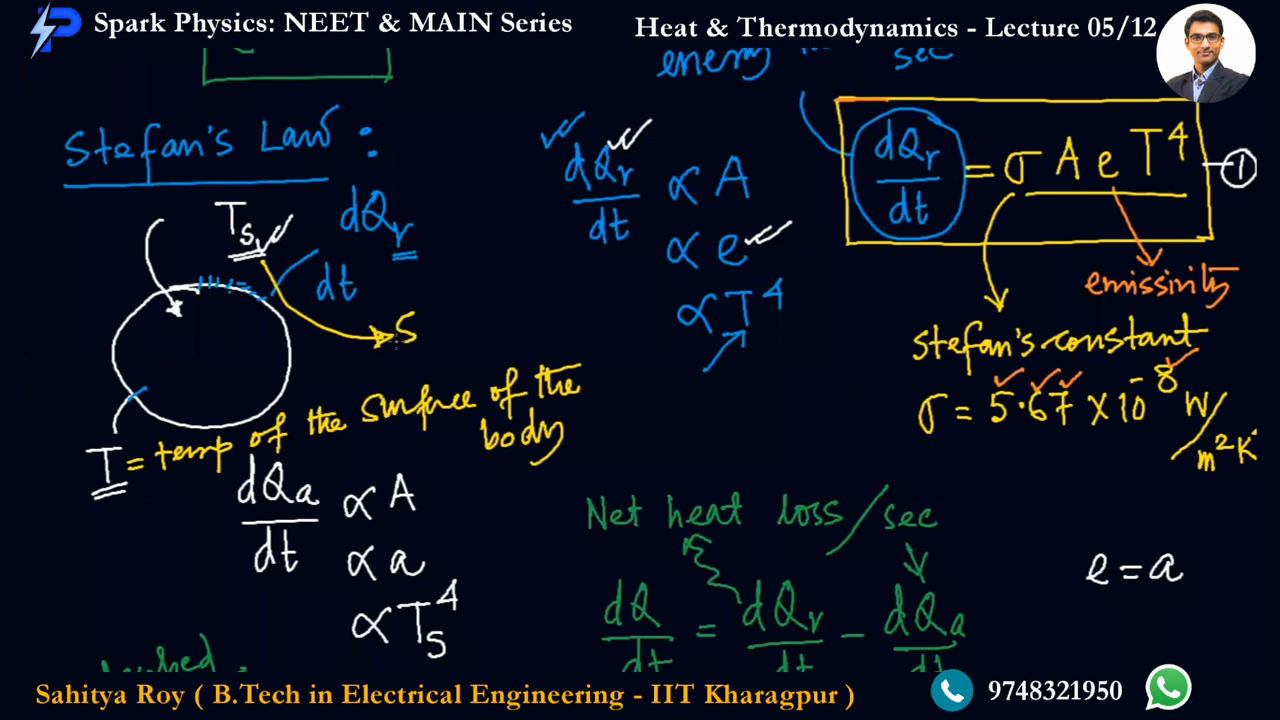 Spark Physics: NEET & MAIN Series
Heat & Thermodynamics - Lecture 05/12
sec
Stefan's Law :
Ts
dQr
dt
S
T = temp of the surface of the
body
dQr/dt ∝ A
∝ e
∝ T⁴
dQr/dt = σ A e T⁴ - ①
emissivity
stefan's constant
σ = 5.67 × 10⁻⁸ W/
/m² K
dQa/dt ∝ A
∝ a
∝ Ts⁴
Net heat loss/sec
dQ/dt = dQr/dt - dQa/dt
e = a
Sahitya Roy ( B.Tech in Electrical Engineering - IIT Kharagpur )
9748321950